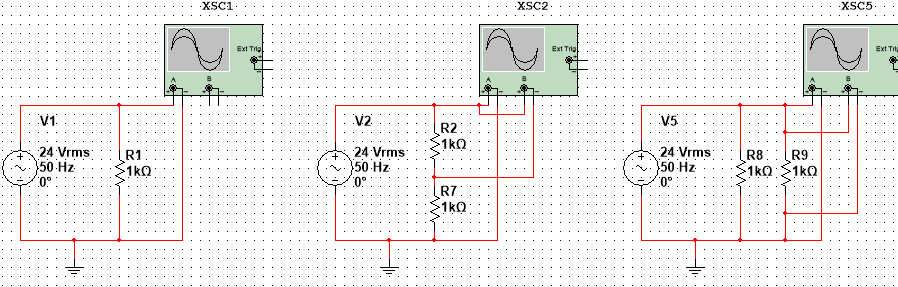 XSC1
Ext Trig
+
-
A
B
+ - + -
V1
24 Vrms
50 Hz
0°
R1
1kΩ
XSC2
Ext Trig
+
-
A
B
+ - + -
V2
24 Vrms
50 Hz
0°
R2
1kΩ
R7
1kΩ
XSC5
Ext Trig
+
-
A
B
+ - + -
V5
24 Vrms
50 Hz
0°
R8
1kΩ
R9
1kΩ